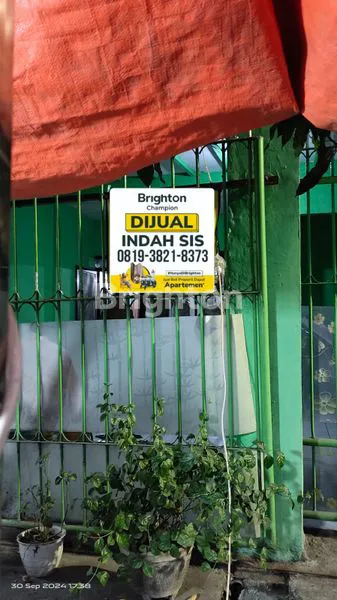 Brighton
Champion
DIJUAL
INDAH SIS
0819-3821-8373
Apartemen
Brighton
30 Sep 2024 17.38